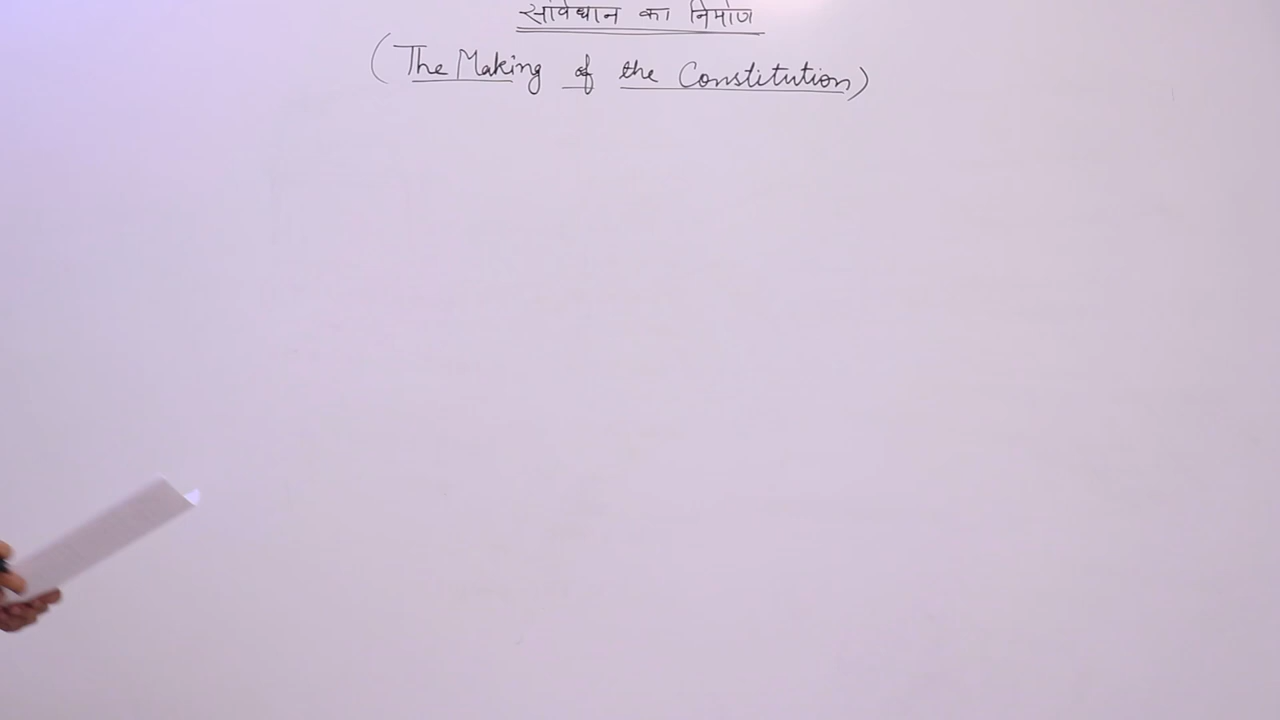 संविधान का निर्माण
(The Making of the Constitution)